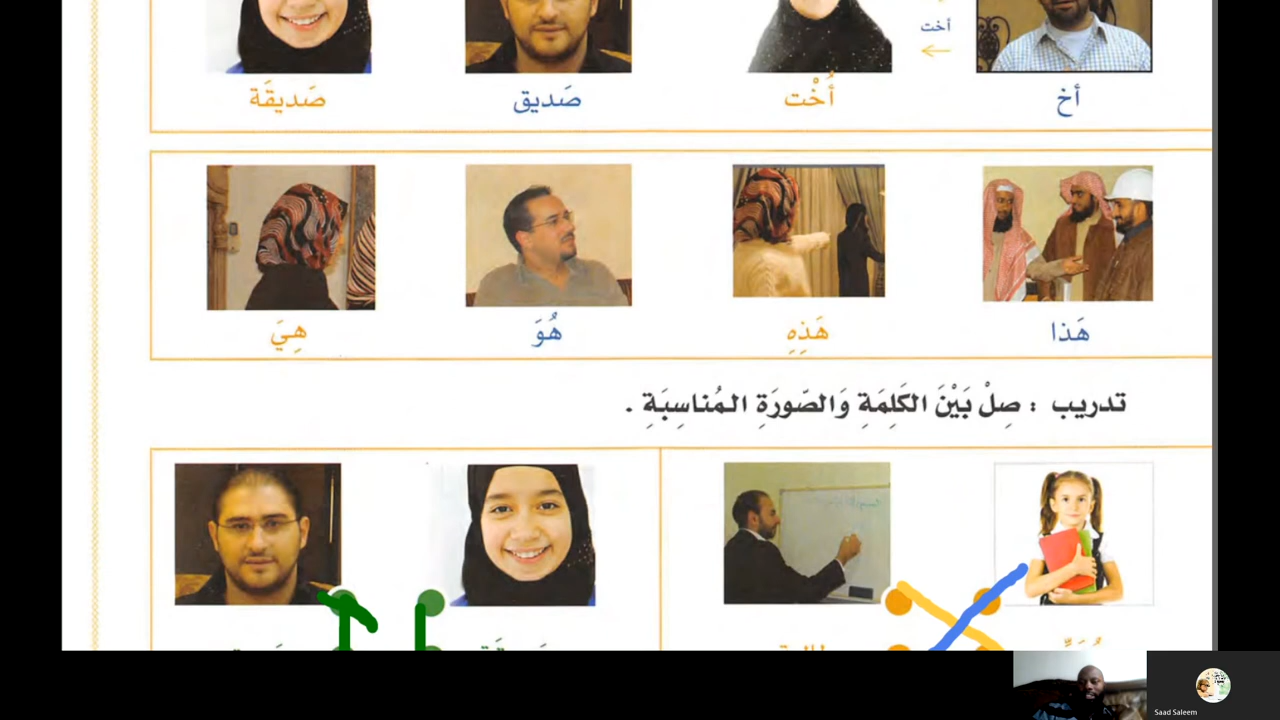 أخت
أخ أُخْت صَديق صَديقَة
هَذا هَذِهِ هُوَ هِيَ
تدريب : صِلْ بَيْنَ الكَلِمَةِ وَالصّورَةِ المُناسِبَةِ .
Saad Saleem